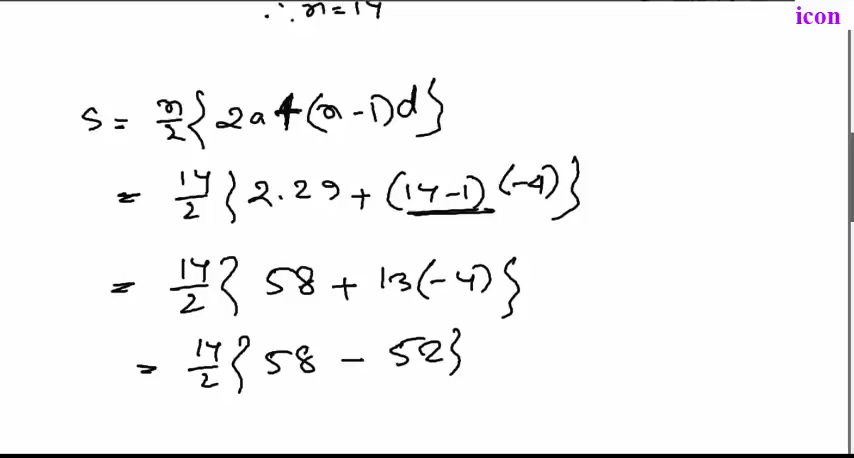 icon
∴ n = 14
S = n/2 { 2a + (n - 1)d }
= 14/2 { 2.29 + (14-1) (-4) }
= 14/2 { 58 + 13(-4) }
= 14/2 { 58 - 52 }